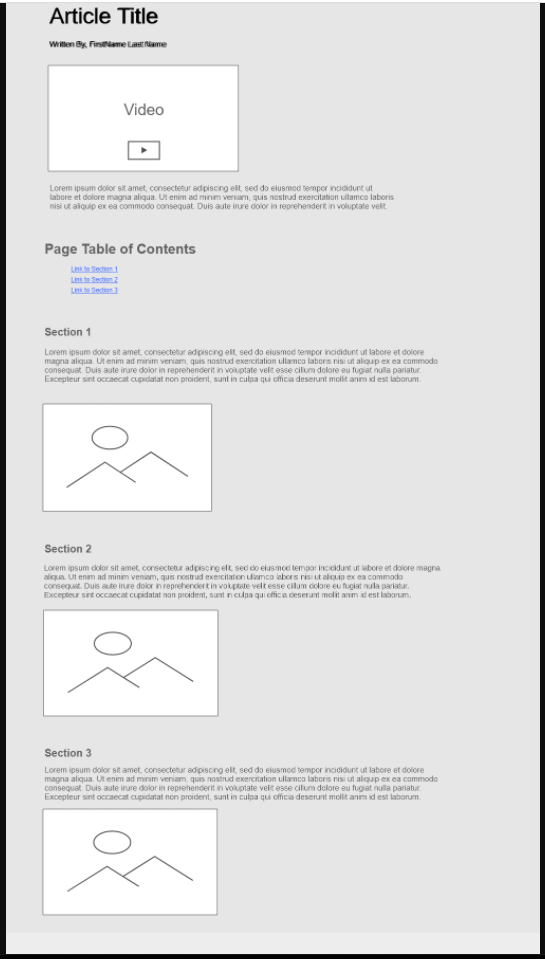 Article Title
Written By, FirstName Last Name
Video
Lorem ipsum dolor sit amet, consectetur adipiscing elit, sed do eiusmod tempor incididunt ut
labore et dolore magna aliqua. Ut enim ad minim veniam, quis nostrud exercitation ullamco laboris
nisi ut aliquip ex ea commodo consequat. Duis aute irure dolor in reprehenderit in voluptate velit.
Page Table of Contents
Link to Section 1
Link to Section 2
Link to Section 3
Section 1
Lorem ipsum dolor sit amet, consectetur adipiscing elit, sed do eiusmod tempor incididunt ut labore et dolore
magna aliqua. Ut enim ad minim veniam, quis nostrud exercitation ullamco laboris nisi ut aliquip ex ea commodo
consequat. Duis aute irure dolor in reprehenderit in voluptate velit esse cillum dolore eu fugiat nulla pariatur.
Excepteur sint occaecat cupidatat non proident, sunt in culpa qui officia deserunt mollit anim id est laborum.
Section 2
Lorem ipsum dolor sit amet, consectetur adipiscing elit, sed do eiusmod tempor incididunt ut labore et dolore magna
aliqua. Ut enim ad minim veniam, quis nostrud exercitation ullamco laboris nisi ut aliquip ex ea commodo
consequat. Duis aute irure dolor in reprehenderit in voluptate velit esse cillum dolore eu fugiat nulla pariatur.
Excepteur sint occaecat cupidatat non proident, sunt in culpa qui officia deserunt mollit anim id est laborum.
Section 3
Lorem ipsum dolor sit amet, consectetur adipiscing elit, sed do eiusmod tempor incididunt ut labore et dolore
magna aliqua. Ut enim ad minim veniam, quis nostrud exercitation ullamco laboris nisi ut aliquip ex ea commodo
consequat. Duis aute irure dolor in reprehenderit in voluptate velit esse cillum dolore eu fugiat nulla pariatur.
Excepteur sint occaecat cupidatat non proident, sunt in culpa qui officia deserunt mollit anim id est laborum.